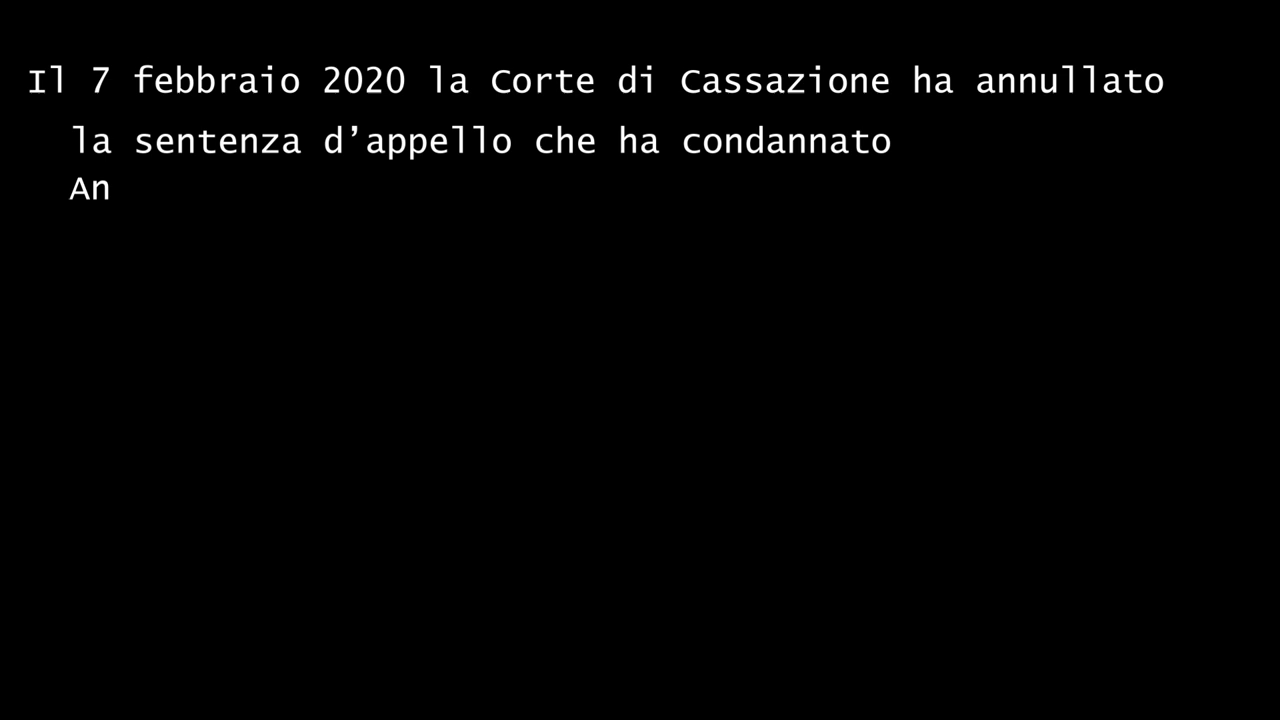 Il 7 febbraio 2020 la Corte di Cassazione ha annullato
la sentenza d’appello che ha condannato
An